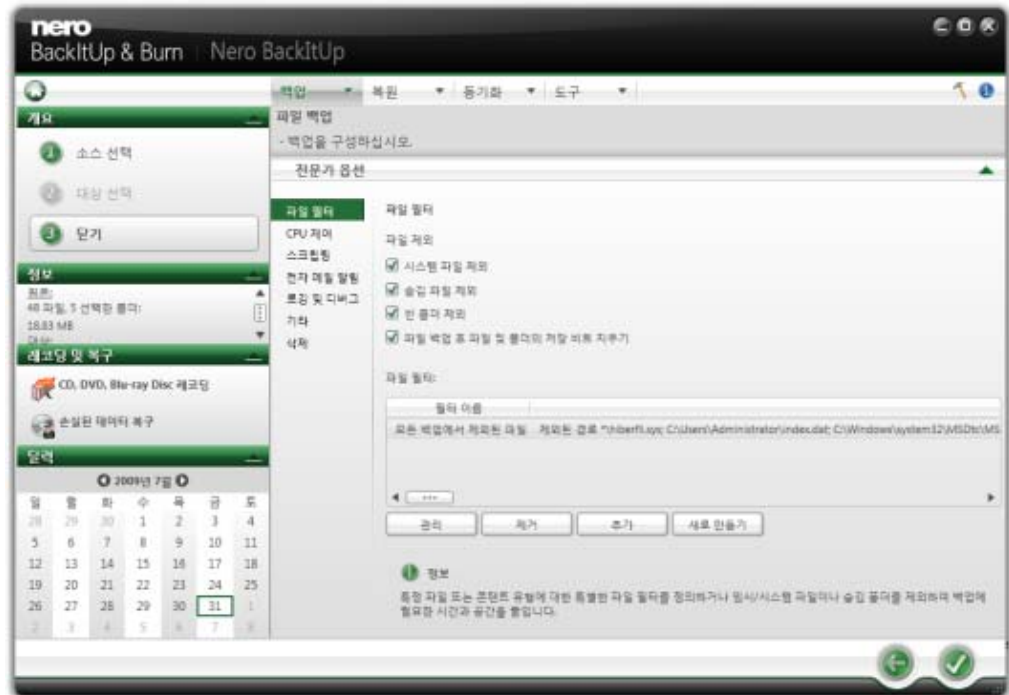 nero
BackItUp & Burn | Nero BackItUp
백업 복원 동기화 도구
개요
1 소스 선택
2 대상 선택
3 닫기
정보
원본:
48 파일, 5 선택한 폴더:
18.83 MB
대상:
레코딩 및 복구
CD, DVD, Blu-ray Disc 레코딩
손실된 데이터 복구
달력
2009년 7월
일 월 화 수 목 금 토
28 29 30 1 2 3 4
5 6 7 8 9 10 11
12 13 14 15 16 17 18
19 20 21 22 23 24 25
26 27 28 29 30 31 1
2 3 4 5 6 7 8
파일 백업
- 백업을 구성하십시오.
전문가 옵션
파일 필터
CPU 제어
스크립팅
전자 메일 알림
로깅 및 디버그
기타
삭제
파일 필터
파일 제외
시스템 파일 제외
숨김 파일 제외
빈 폴더 제외
파일 백업 후 파일 및 폴더의 저장 비트 지우기
파일 필터:
필터 이름
모든 백업에서 제외된 파일 제외된 경로 *\hiberfil.sys; C:\Users\Administrator\index.dat; C:\Windows\system32\MSDtc\MS
관리 제거 추가 새로 만들기
정보
특정 파일 또는 콘텐트 유형에 대한 특별한 파일 필터를 정의하거나 임시/시스템 파일이나 숨김 폴더를 제외하여 백업에
필요한 시간과 공간을 줄입니다.